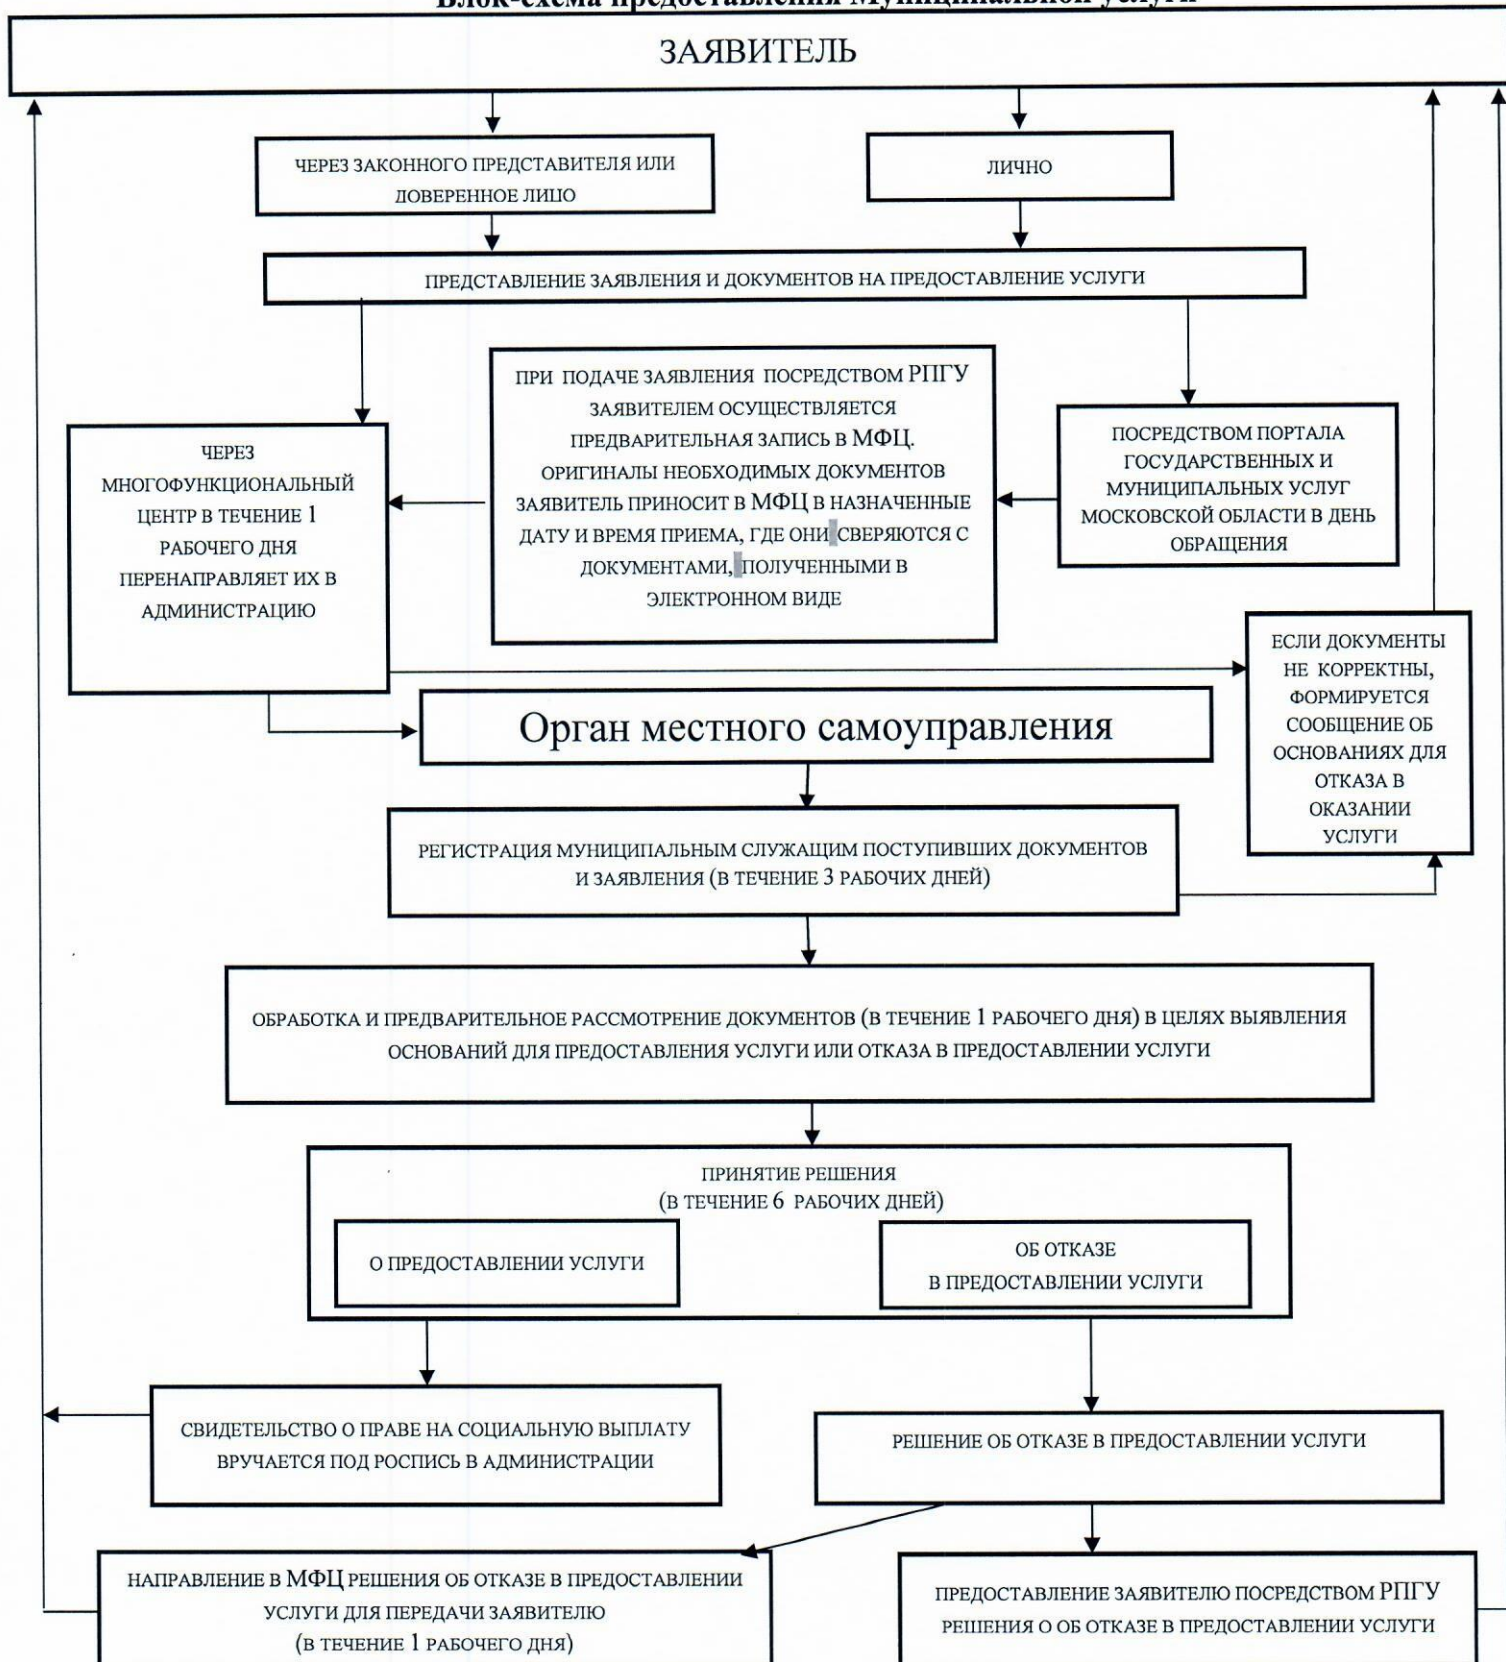 Блок-схема предоставления Муниципальной услуги
ЗАЯВИТЕЛЬ
ЧЕРЕЗ ЗАКОННОГО ПРЕДСТАВИТЕЛЯ ИЛИ
ДОВЕРЕННОЕ ЛИЦО
ЛИЧНО
ПРЕДСТАВЛЕНИЕ ЗАЯВЛЕНИЯ И ДОКУМЕНТОВ НА ПРЕДОСТАВЛЕНИЕ УСЛУГИ
ПРИ ПОДАЧЕ ЗАЯВЛЕНИЯ ПОСРЕДСТВОМ РПГУ
ЗАЯВИТЕЛЕМ ОСУЩЕСТВЛЯЕТСЯ
ПРЕДВАРИТЕЛЬНАЯ ЗАПИСЬ В МФЦ.
ОРИГИНАЛЫ НЕОБХОДИМЫХ ДОКУМЕНТОВ
ЗАЯВИТЕЛЬ ПРИНОСИТ В МФЦ В НАЗНАЧЕННЫЕ
ДАТУ И ВРЕМЯ ПРИЕМА, ГДЕ ОНИ СВЕРЯЮТСЯ С
ДОКУМЕНТАМИ, ПОЛУЧЕННЫМИ В
ЭЛЕКТРОННОМ ВИДЕ
ПОСРЕДСТВОМ ПОРТАЛА
ГОСУДАРСТВЕННЫХ И
МУНИЦИПАЛЬНЫХ УСЛУГ
МОСКОВСКОЙ ОБЛАСТИ В ДЕНЬ
ОБРАЩЕНИЯ
ЧЕРЕЗ
МНОГОФУНКЦИОНАЛЬНЫЙ
ЦЕНТР В ТЕЧЕНИЕ 1
РАБОЧЕГО ДНЯ
ПЕРЕНАПРАВЛЯЕТ ИХ В
АДМИНИСТРАЦИЮ
ЕСЛИ ДОКУМЕНТЫ
НЕ КОРРЕКТНЫ,
ФОРМИРУЕТСЯ
СООБЩЕНИЕ ОБ
ОСНОВАНИЯХ ДЛЯ
ОТКАЗА В
ОКАЗАНИИ
УСЛУГИ
Орган местного самоуправления
РЕГИСТРАЦИЯ МУНИЦИПАЛЬНЫМ СЛУЖАЩИМ ПОСТУПИВШИХ ДОКУМЕНТОВ
И ЗАЯВЛЕНИЯ (В ТЕЧЕНИЕ 3 РАБОЧИХ ДНЕЙ)
ОБРАБОТКА И ПРЕДВАРИТЕЛЬНОЕ РАССМОТРЕНИЕ ДОКУМЕНТОВ (В ТЕЧЕНИЕ 1 РАБОЧЕГО ДНЯ) В ЦЕЛЯХ ВЫЯВЛЕНИЯ
ОСНОВАНИЙ ДЛЯ ПРЕДОСТАВЛЕНИЯ УСЛУГИ ИЛИ ОТКАЗА В ПРЕДОСТАВЛЕНИИ УСЛУГИ
ПРИНЯТИЕ РЕШЕНИЯ
(В ТЕЧЕНИЕ 6 РАБОЧИХ ДНЕЙ)
О ПРЕДОСТАВЛЕНИИ УСЛУГИ
ОБ ОТКАЗЕ
В ПРЕДОСТАВЛЕНИИ УСЛУГИ
СВИДЕТЕЛЬСТВО О ПРАВЕ НА СОЦИАЛЬНУЮ ВЫПЛАТУ
ВРУЧАЕТСЯ ПОД РОСПИСЬ В АДМИНИСТРАЦИИ
РЕШЕНИЕ ОБ ОТКАЗЕ В ПРЕДОСТАВЛЕНИИ УСЛУГИ
НАПРАВЛЕНИЕ В МФЦ РЕШЕНИЯ ОБ ОТКАЗЕ В ПРЕДОСТАВЛЕНИИ
УСЛУГИ ДЛЯ ПЕРЕДАЧИ ЗАЯВИТЕЛЮ
(В ТЕЧЕНИЕ 1 РАБОЧЕГО ДНЯ)
ПРЕДОСТАВЛЕНИЕ ЗАЯВИТЕЛЮ ПОСРЕДСТВОМ РПГУ
РЕШЕНИЯ О ОБ ОТКАЗЕ В ПРЕДОСТАВЛЕНИИ УСЛУГИ